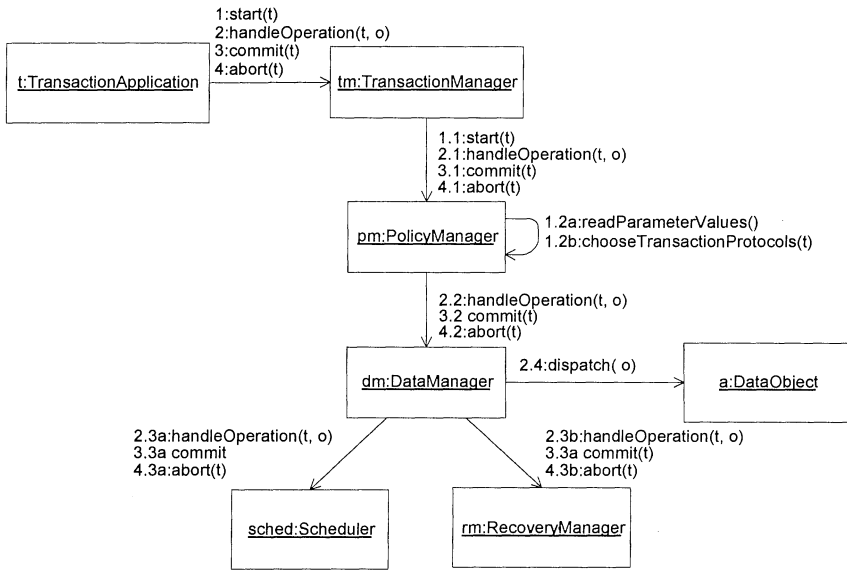 1:start(t)
2:handleOperation(t, o)
3:commit(t)
4:abort(t)
t:TransactionApplication
tm:TransactionManager
1.1:start(t)
2.1:handleOperation(t, o)
3.1:commit(t)
4.1:abort(t)
pm:PolicyManager
1.2a:readParameterValues()
1.2b:chooseTransactionProtocols(t)
2.2:handleOperation(t, o)
3.2 commit(t)
4.2:abort(t)
dm:DataManager
2.4:dispatch( o)
a:DataObject
2.3a:handleOperation(t, o)
3.3a commit
4.3a:abort(t)
2.3b:handleOperation(t, o)
3.3a commit(t)
4.3b:abort(t)
sched:Scheduler
rm:RecoveryManager